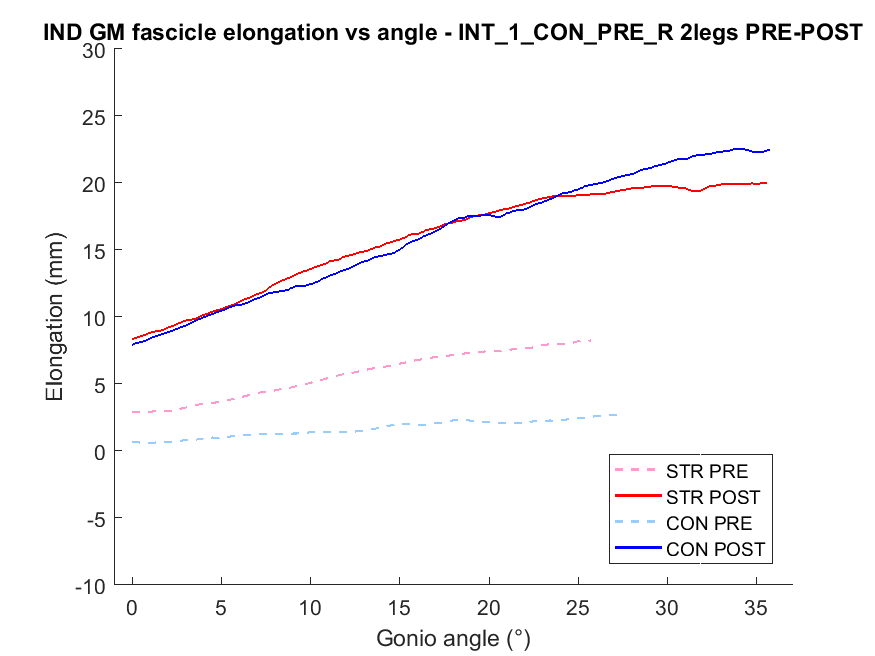 IND GM fascicle elongation vs angle - INT_1_CON_PRE_R 2legs PRE-POST
30
25
20
15
10
5
0
-5
-10
Elongation (mm)
0 5 10 15 20 25 30 35
Gonio angle (°)
STR PRE
STR POST
CON PRE
CON POST